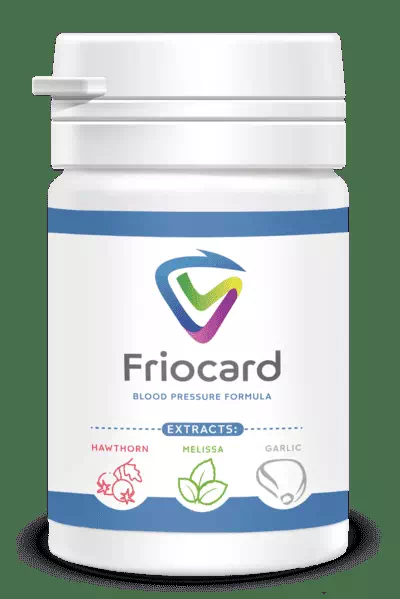 Friocard
BLOOD PRESSURE FORMULA
EXTRACTS:
HAWTHORN
MELISSA
GARLIC